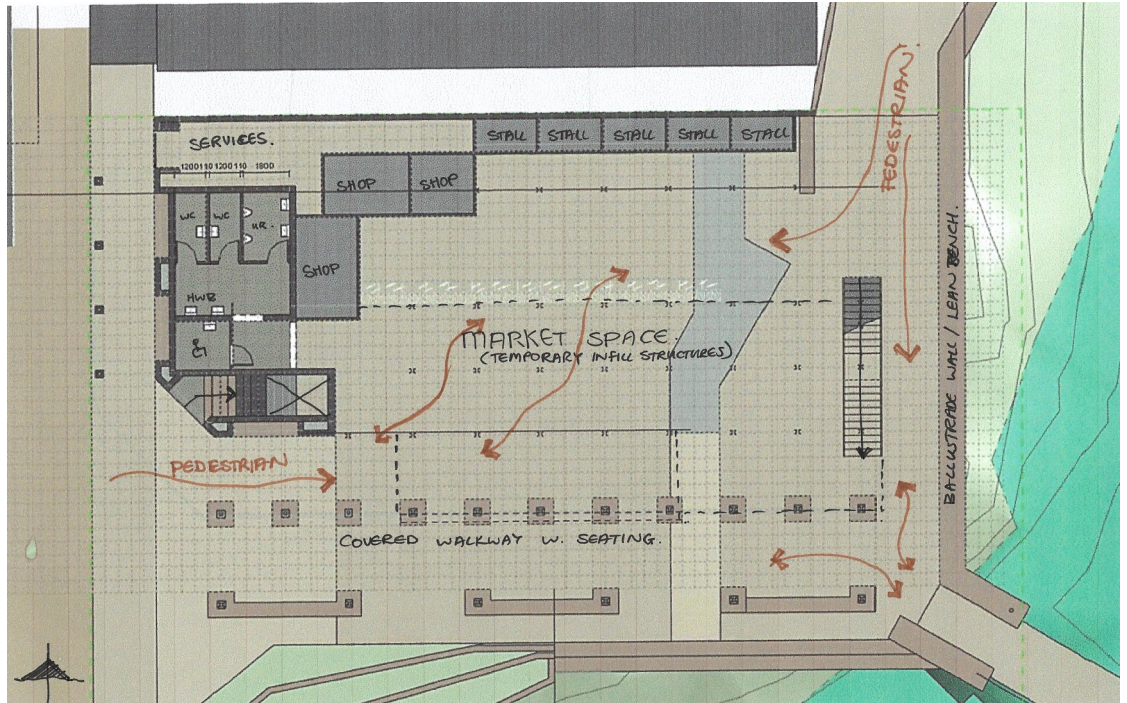 PEDESTRIAN.
SERVICES.
STALL
STALL
STALL
STALL
STALL
1200 110 1200 110 1800
SHOP
SHOP
WC
WC
UR.
SHOP
HWB
MARKET SPACE.
(TEMPORARY INFILL STRUCTURES)
BALLUSTRADE WALL / LEAN BENCH.
PEDESTRIAN
COVERED WALKWAY W. SEATING.